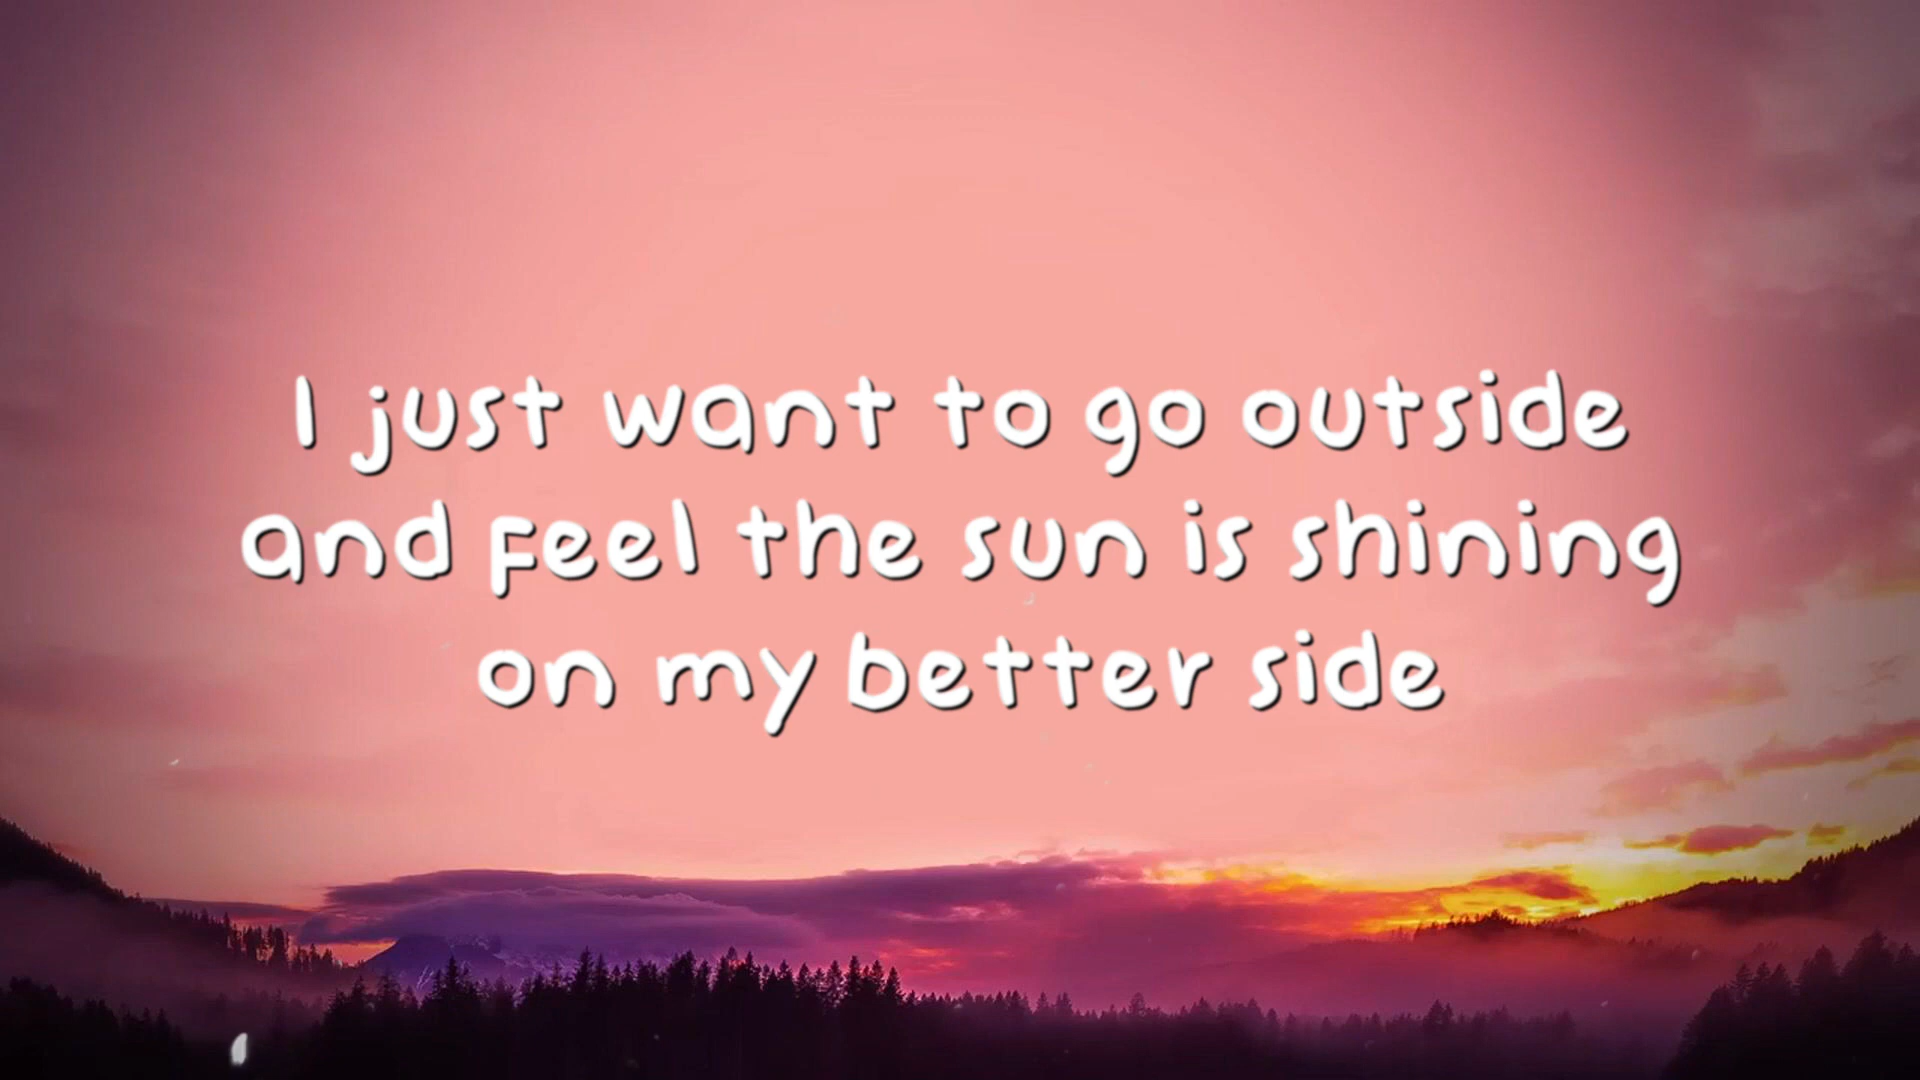 I just want to go outside
and feel the sun is shining
on my better side